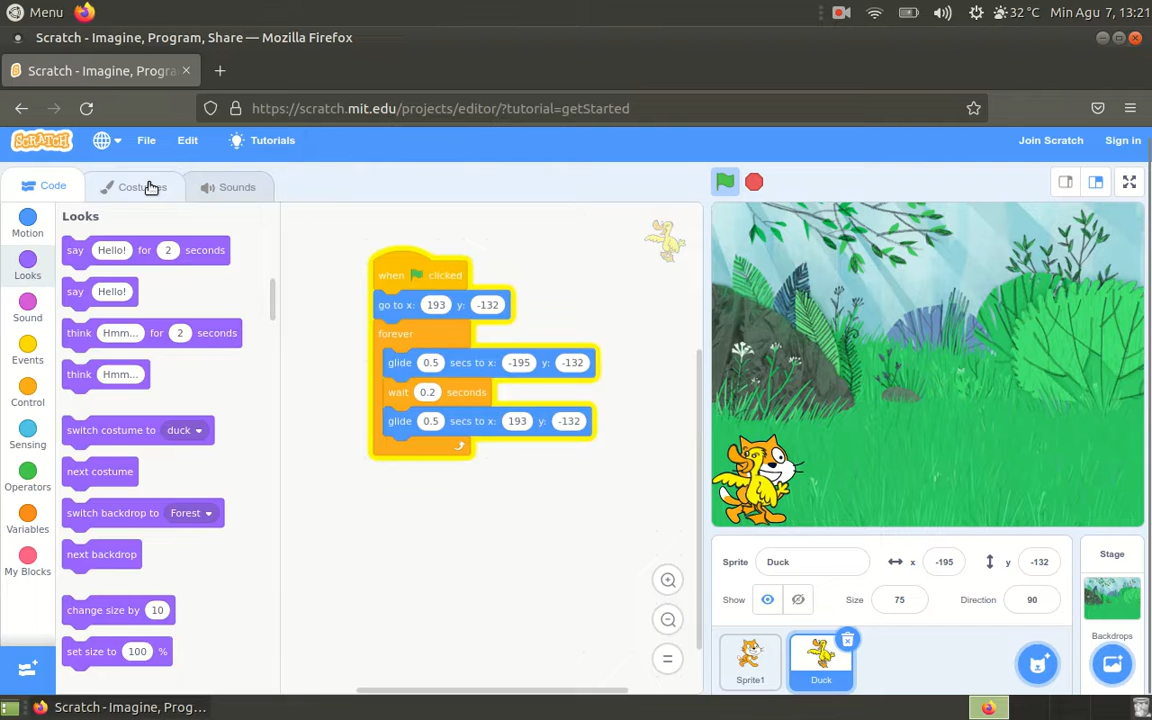 Menu 32 °C Min Agu 7, 13:21
Scratch - Imagine, Program, Share — Mozilla Firefox
Scratch - Imagine, Progra
https://scratch.mit.edu/projects/editor/?tutorial=getStarted
SCRATCH File Edit Tutorials Join Scratch Sign in
Code Costumes Sounds
Motion
Looks
Sound
Events
Control
Sensing
Operators
Variables
My Blocks
Looks
say Hello! for 2 seconds
say Hello!
think Hmm... for 2 seconds
think Hmm...
switch costume to duck
next costume
switch backdrop to Forest
next backdrop
change size by 10
set size to 100 %
when clicked
go to x: 193 y: -132
forever
glide 0.5 secs to x: -195 y: -132
wait 0.2 seconds
glide 0.5 secs to x: 193 y: -132
Sprite Duck x -195 y -132
Show Size 75 Direction 90
Sprite1 Duck
Stage
Backdrops
Scratch - Imagine, Prog...